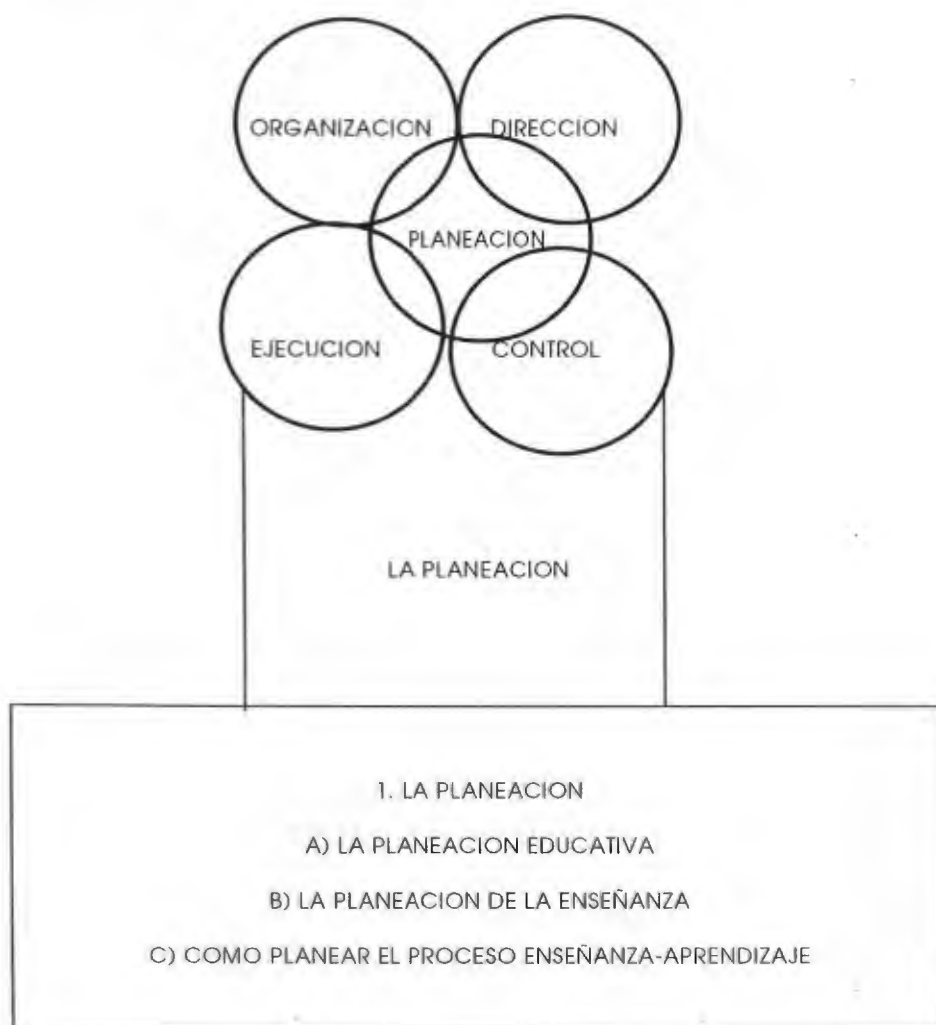 ORGANIZACION DIRECCION
PLANEACION
EJECUCION CONTROL
LA PLANEACION
1. LA PLANEACION
A) LA PLANEACION EDUCATIVA
B) LA PLANEACION DE LA ENSEÑANZA
C) COMO PLANEAR EL PROCESO ENSEÑANZA-APRENDIZAJE